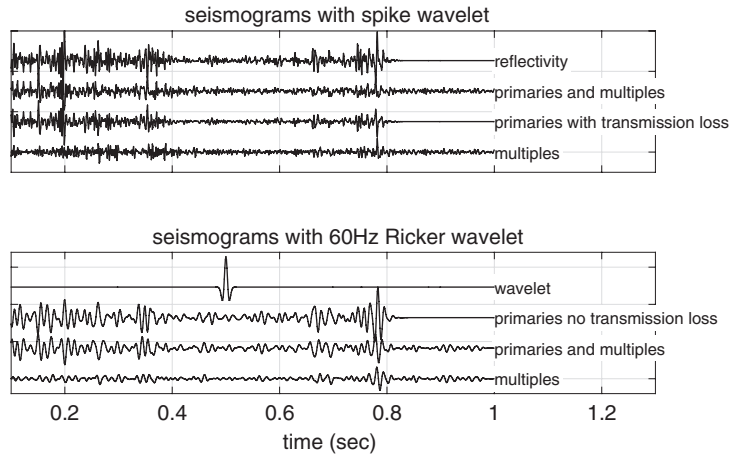 seismograms with spike wavelet
reflectivity
primaries and multiples
primaries with transmission loss
multiples
seismograms with 60Hz Ricker wavelet
wavelet
primaries no transmission loss
primaries and multiples
multiples
0.2 0.4 0.6 0.8 1 1.2
time (sec)